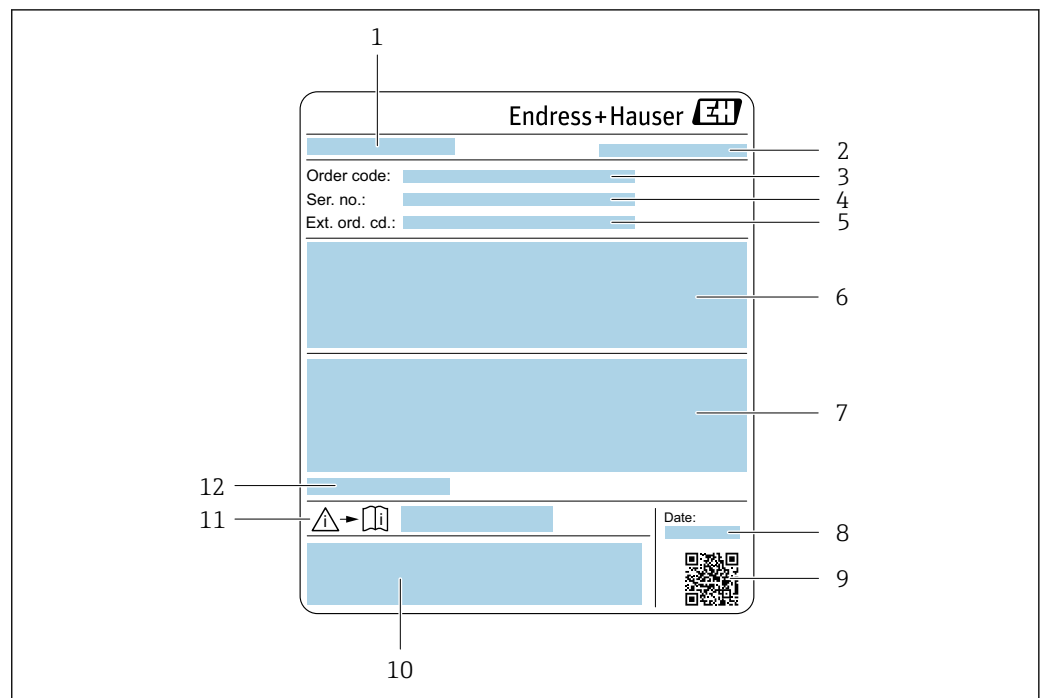 1
Endress+Hauser EH
2
Order code: 3
Ser. no.: 4
Ext. ord. cd.: 5
6
7
12
11 Date:
8
9
10